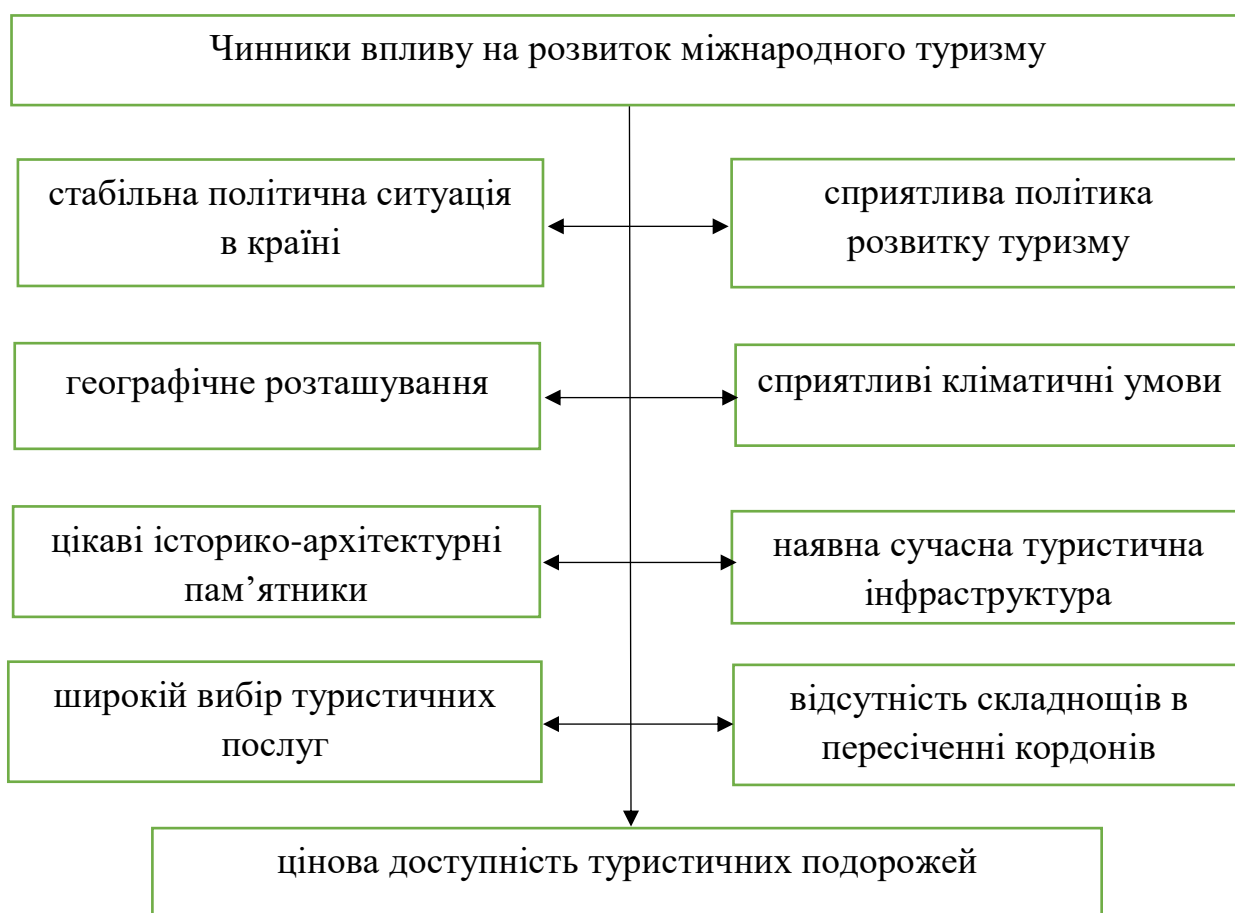 Чинники впливу на розвиток міжнародного туризму
стабільна політична ситуація
в країні
сприятлива політика
розвитку туризму
географічне розташування
сприятливі кліматичні умови
цікаві історико-архітектурні
пам’ятники
наявна сучасна туристична
інфраструктура
широкій вибір туристичних
послуг
відсутність складнощів в
пересіченні кордонів
цінова доступність туристичних подорожей